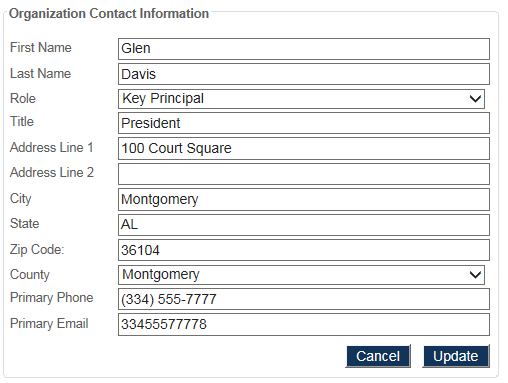 Organization Contact Information
First Name Glen
Last Name Davis
Role Key Principal
Title President
Address Line 1 100 Court Square
Address Line 2
City Montgomery
State AL
Zip Code: 36104
County Montgomery
Primary Phone (334) 555-7777
Primary Email 33455577778
Cancel Update